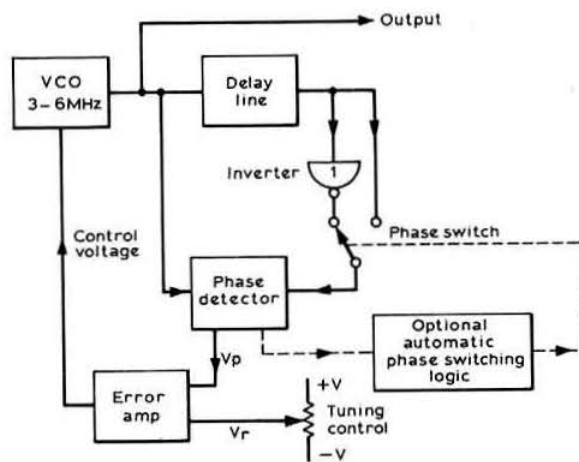 Output
VCO
3–6MHz
Delay
line
Inverter
1
Phase switch
Control
voltage
Phase
detector
Optional
automatic
phase switching
logic
Vp
+V
Error
amp
Tuning
control
Vr
–V